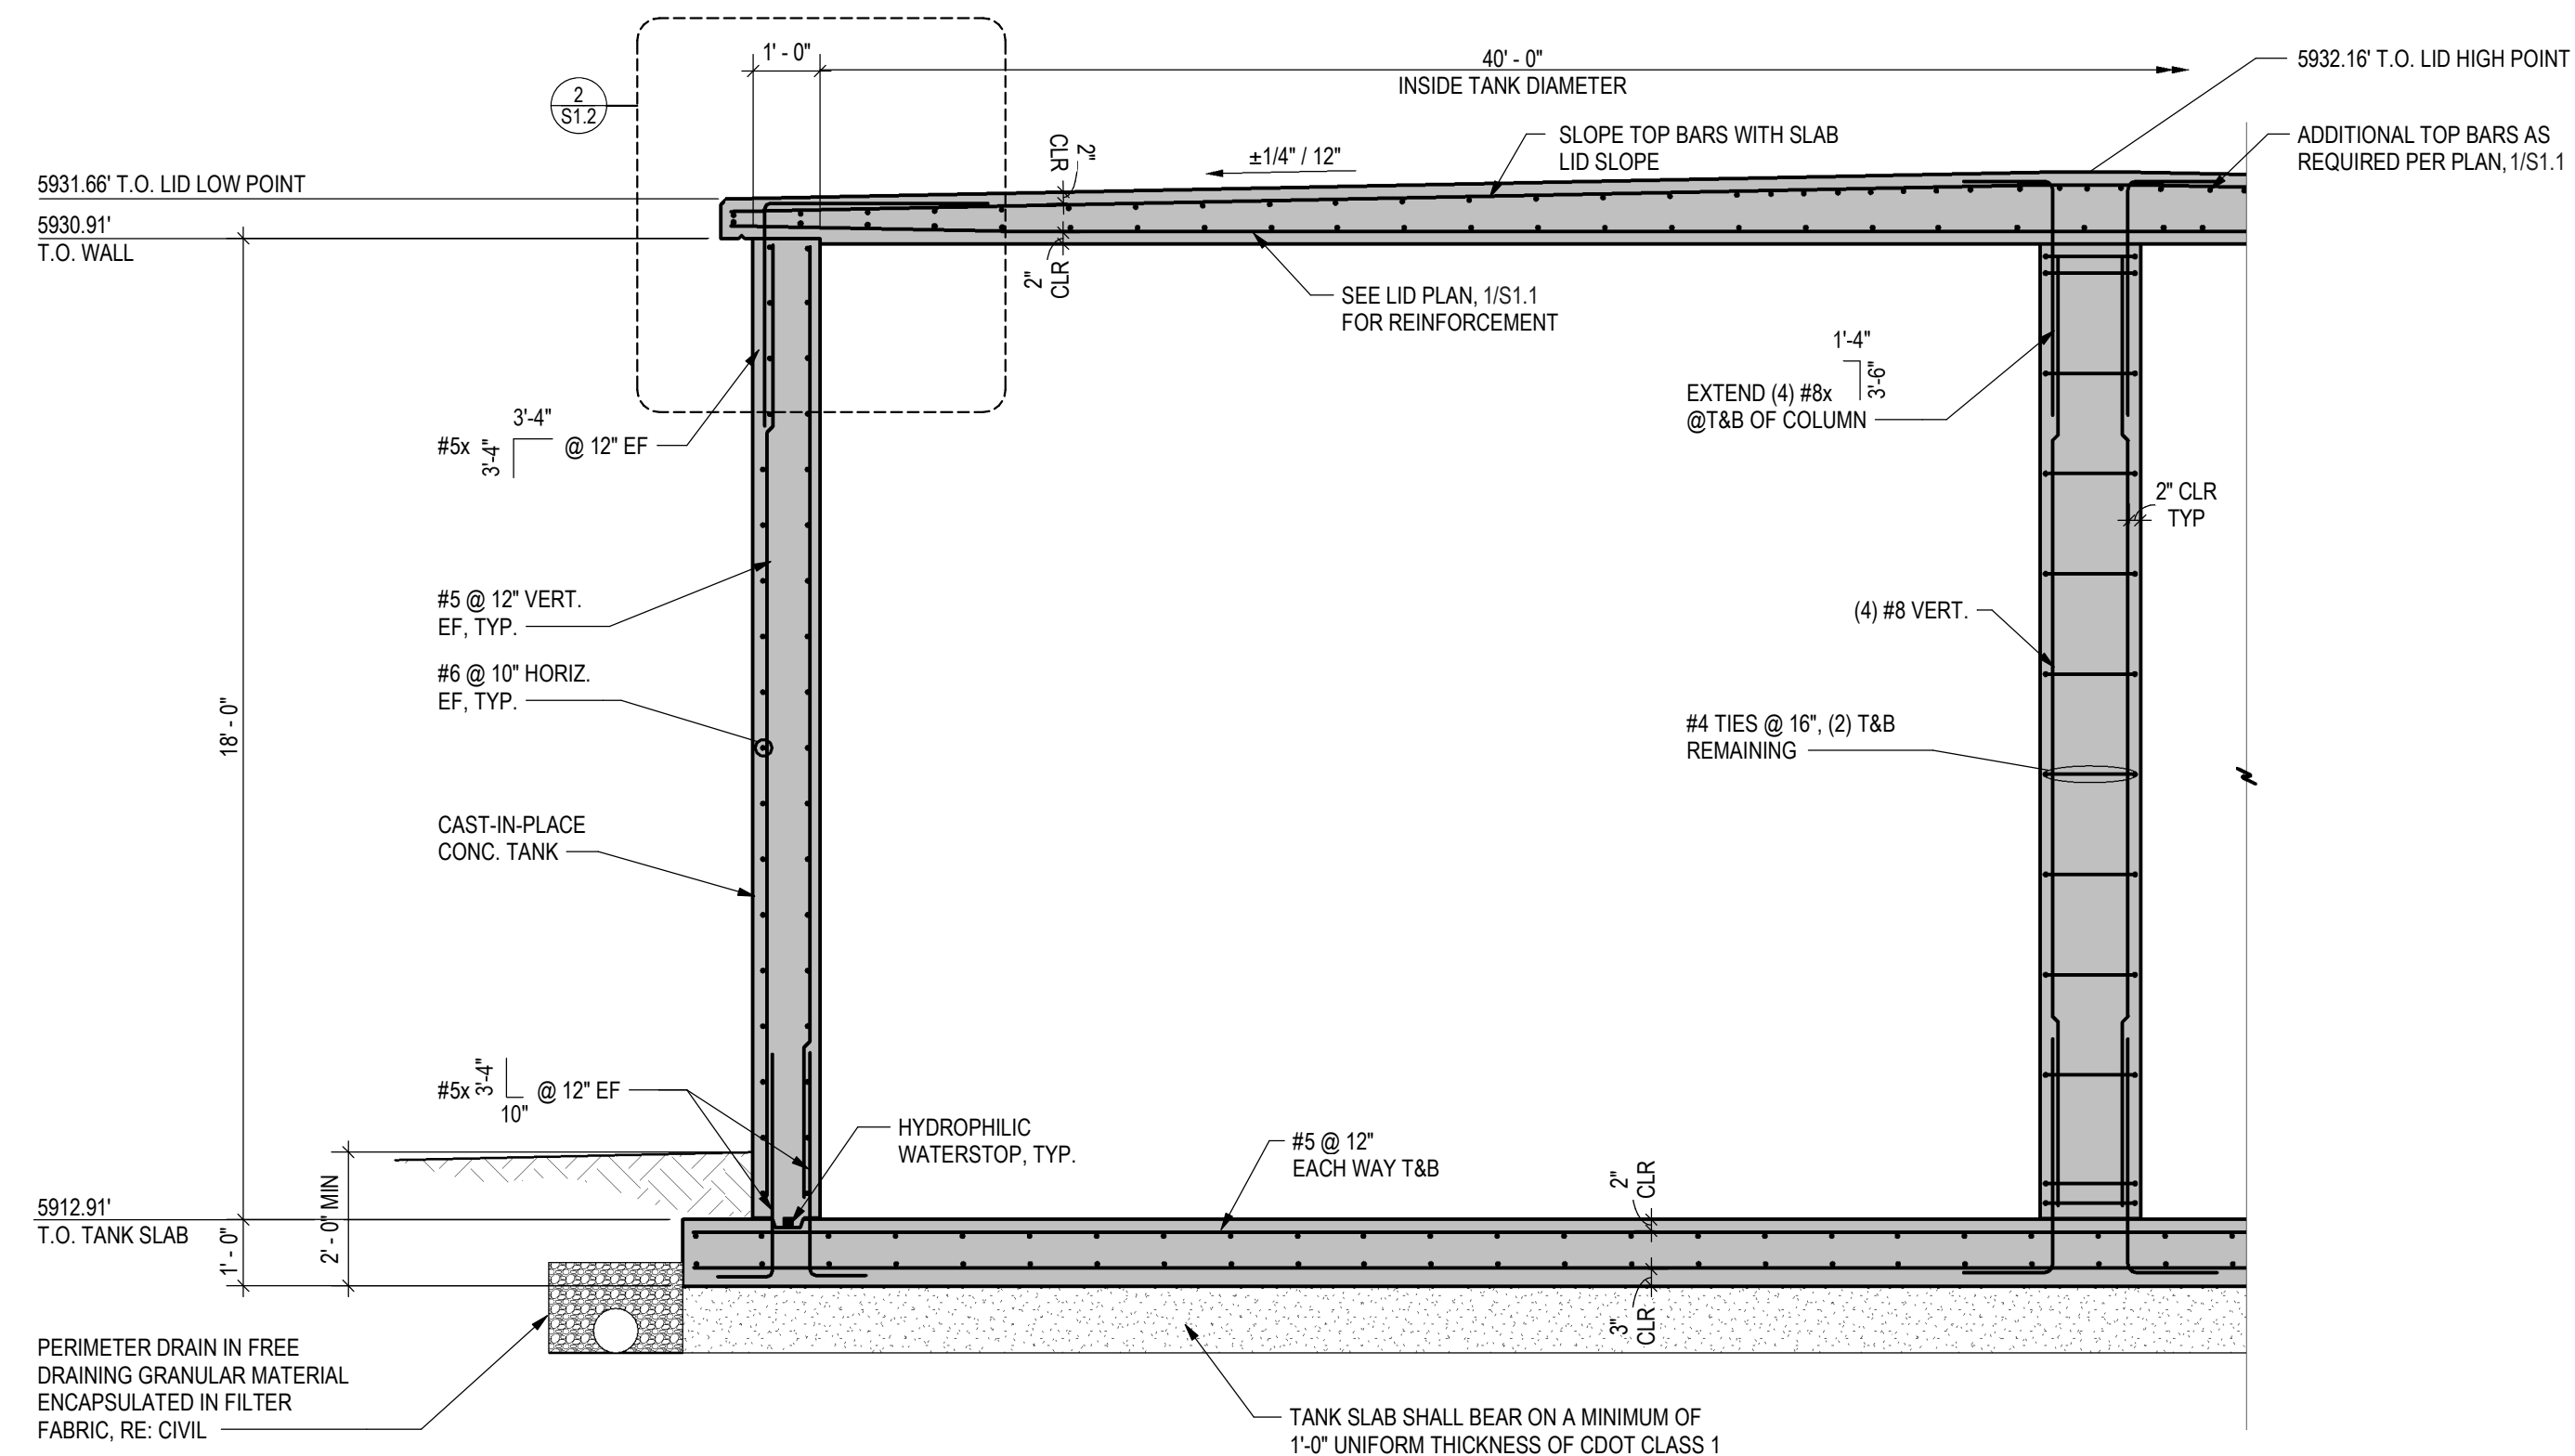 1' - 0"
40' - 0"
INSIDE TANK DIAMETER
5932.16' T.O. LID HIGH POINT
2
S1.2
SLOPE TOP BARS WITH SLAB
LID SLOPE
ADDITIONAL TOP BARS AS
REQUIRED PER PLAN, 1/S1.1
±1/4" / 12"
2"
CLR
5931.66' T.O. LID LOW POINT
5930.91'
T.O. WALL
2"
CLR
SEE LID PLAN, 1/S1.1
FOR REINFORCEMENT
1'-4"
3'-6"
EXTEND (4) #8x
@T&B OF COLUMN
3'-4"
#5x 3'-4" @ 12" EF
2" CLR
TYP
#5 @ 12" VERT.
EF, TYP.
(4) #8 VERT.
#6 @ 10" HORIZ.
EF, TYP.
18' - 0"
#4 TIES @ 16", (2) T&B
REMAINING
CAST-IN-PLACE
CONC. TANK
#5x 3'-4" @ 12" EF
10"
HYDROPHILIC
WATERSTOP, TYP.
#5 @ 12"
EACH WAY T&B
2"
CLR
5912.91'
T.O. TANK SLAB
1' - 0"
2' - 0" MIN
3"
CLR
PERIMETER DRAIN IN FREE
DRAINING GRANULAR MATERIAL
ENCAPSULATED IN FILTER
FABRIC, RE: CIVIL
TANK SLAB SHALL BEAR ON A MINIMUM OF
1'-0" UNIFORM THICKNESS OF CDOT CLASS 1